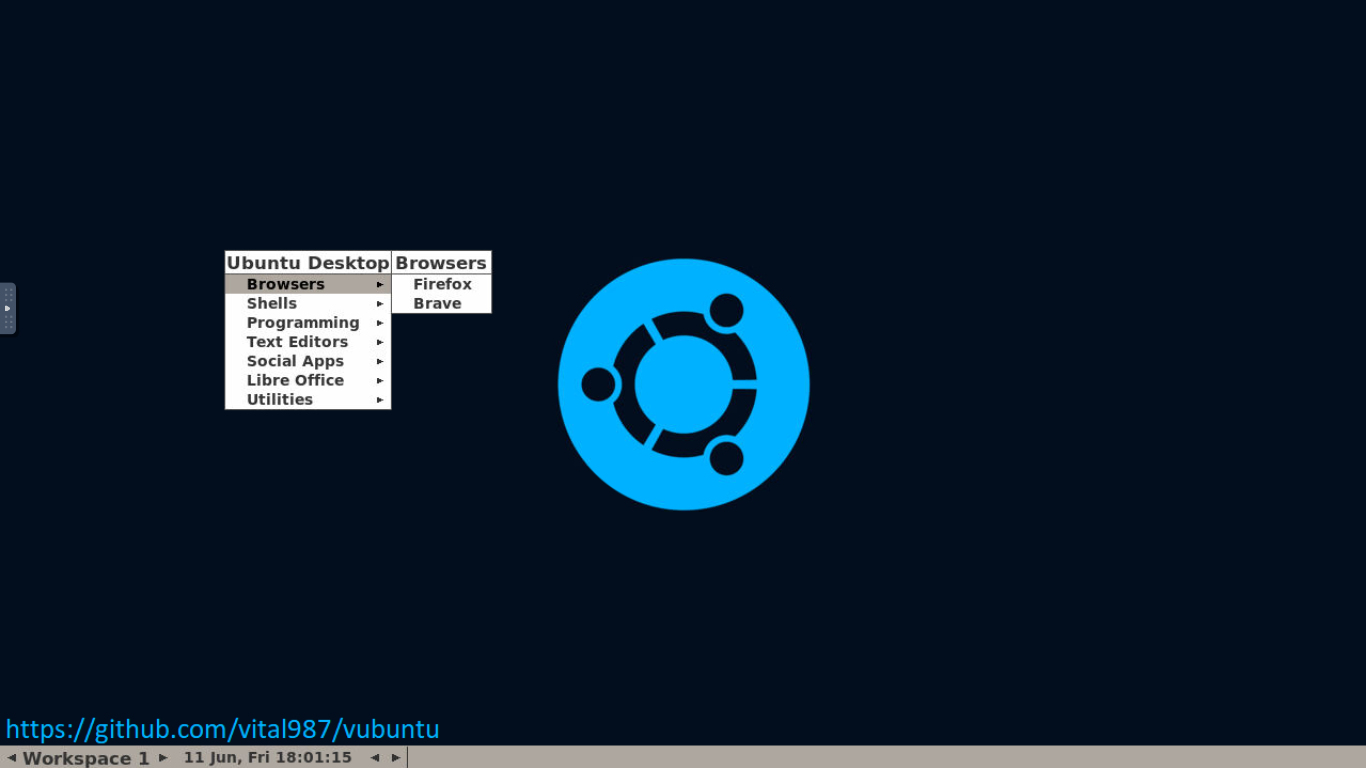 Ubuntu Desktop
Browsers
Shells
Programming
Text Editors
Social Apps
Libre Office
Utilities
Browsers
Firefox
Brave
https://github.com/vital987/vubuntu
Workspace 1 11 Jun, Fri 18:01:15